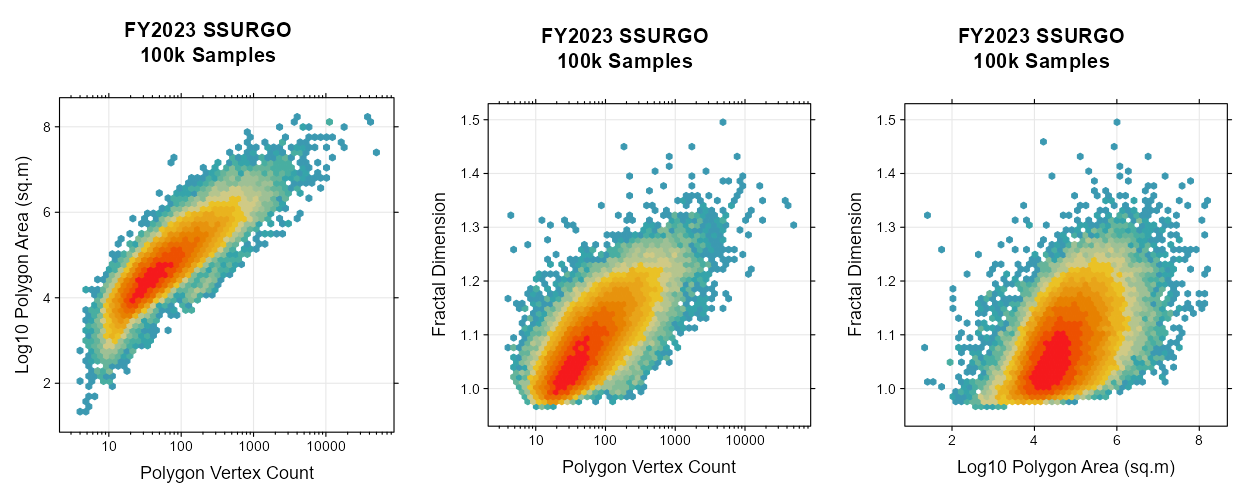 FY2023 SSURGO
100k Samples
Log10 Polygon Area (sq.m)
8
6
4
2
10
100
1000
10000
Polygon Vertex Count
FY2023 SSURGO
100k Samples
Fractal Dimension
1.5
1.4
1.3
1.2
1.1
1.0
10
100
1000
10000
Polygon Vertex Count
FY2023 SSURGO
100k Samples
Fractal Dimension
1.5
1.4
1.3
1.2
1.1
1.0
2
4
6
8
Log10 Polygon Area (sq.m)